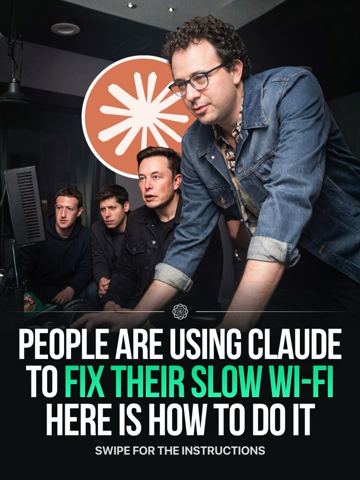 PEOPLE ARE USING CLAUDE
TO FIX THEIR SLOW WI-FI
HERE IS HOW TO DO IT
SWIPE FOR THE INSTRUCTIONS